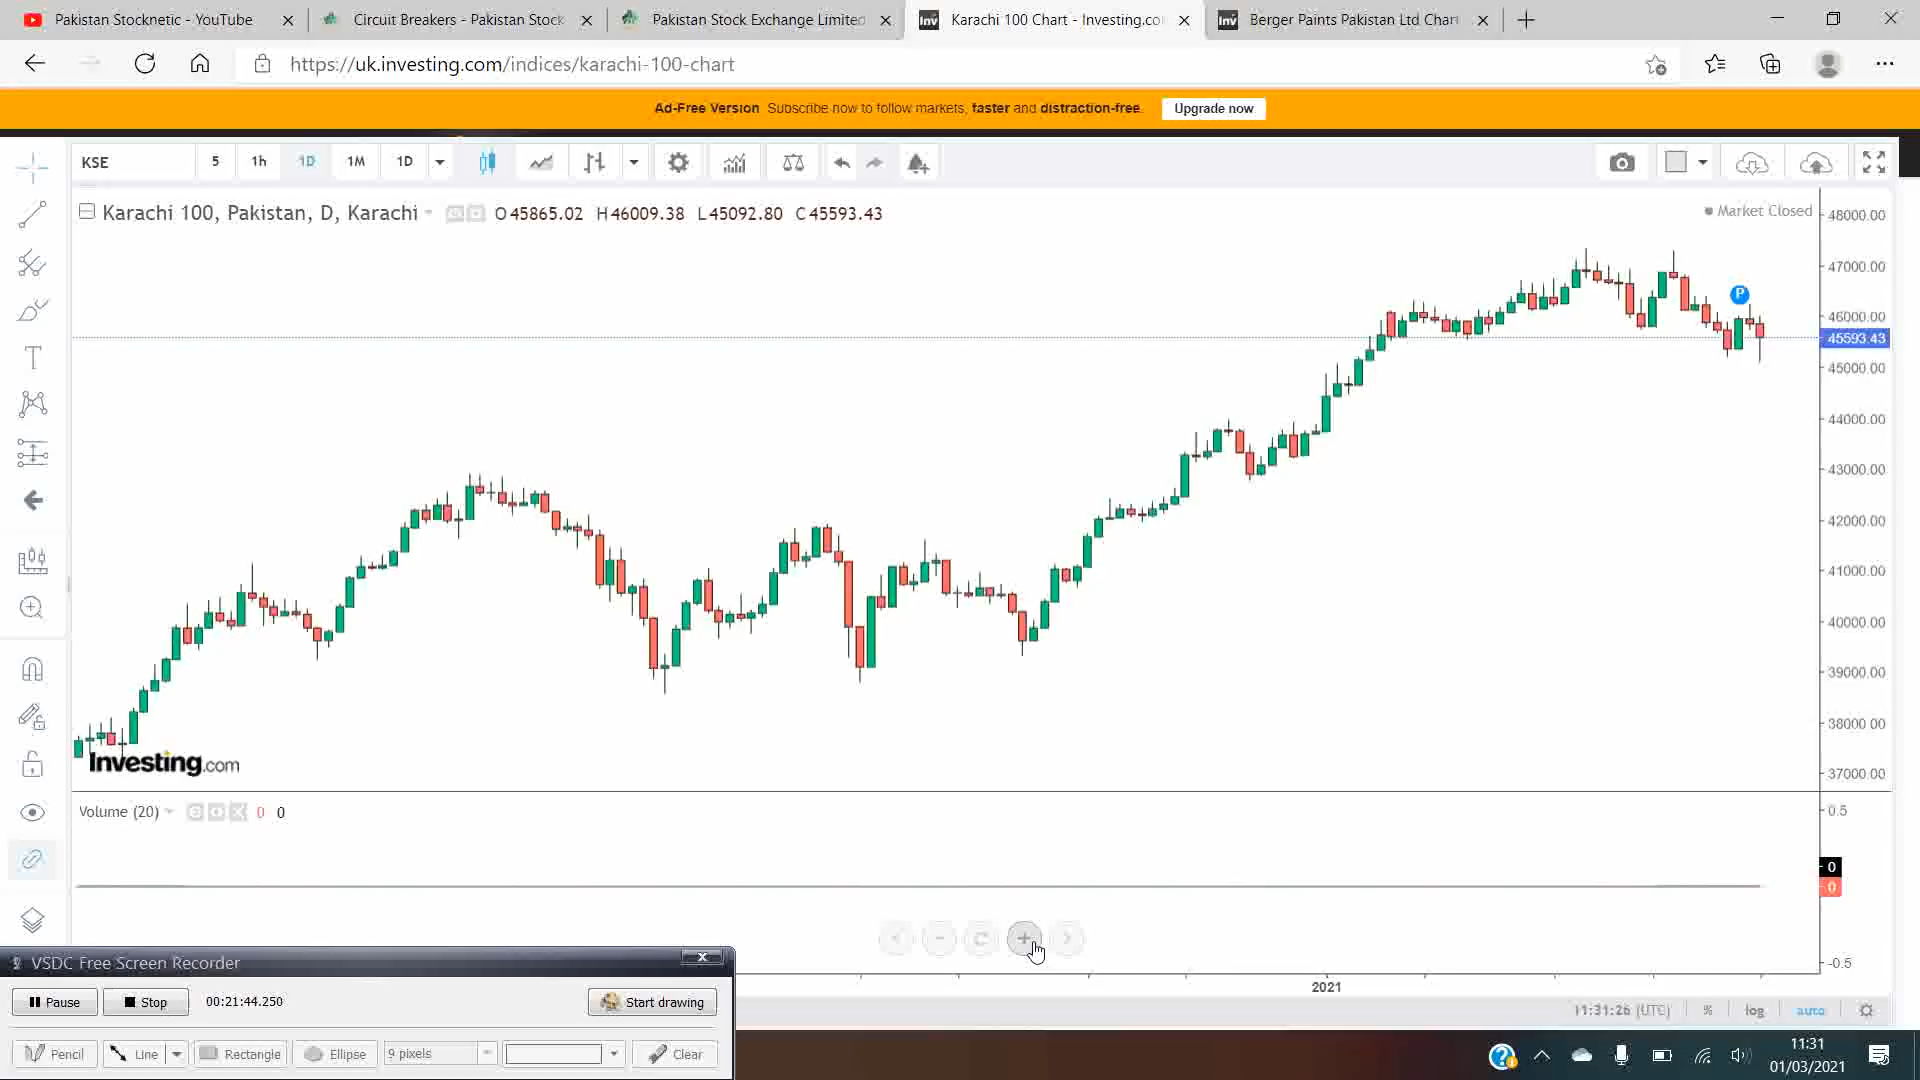 Pakistan Stocknetic - YouTube
Circuit Breakers - Pakistan Stock
Pakistan Stock Exchange Limited
Inv Karachi 100 Chart - Investing.co
Inv Berger Paints Pakistan Ltd Chart
https://uk.investing.com/indices/karachi-100-chart
Ad-Free Version Subscribe now to follow markets, faster and distraction-free. Upgrade now
KSE 5 1h 1D 1M 1D
Karachi 100, Pakistan, D, Karachi O45865.02 H46009.38 L45092.80 C45593.43
Market Closed
48000.00
47000.00
P
46000.00
45593.43
45000.00
44000.00
43000.00
42000.00
41000.00
40000.00
39000.00
38000.00
37000.00
Investing.com
Volume (20) 0 0
0.5
0
0
-0.5
2021
11:31:26 (UTC) % log auto
VSDC Free Screen Recorder
Pause Stop 00:21:44.250 Start drawing
Pencil Line Rectangle Ellipse 9 pixels Clear
11:31
01/03/2021